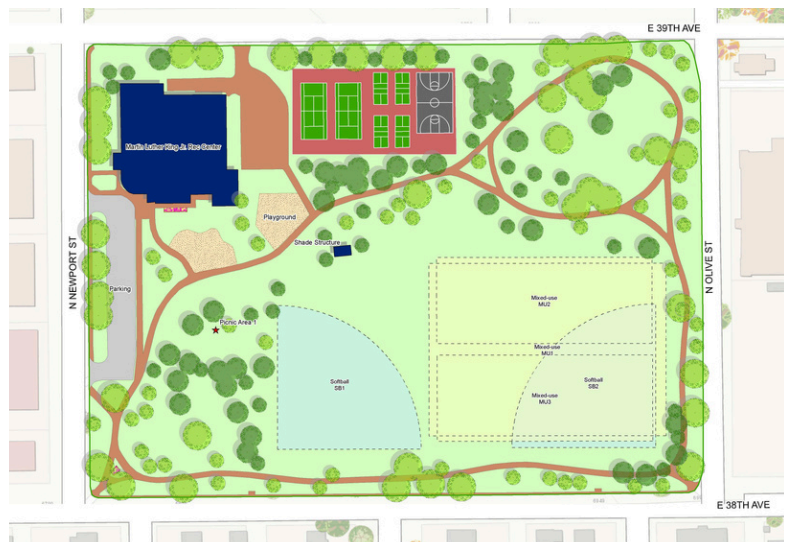 E 39TH AVE
Martin Luther King Jr. Rec Center
Playground
Shade Structure
N NEWPORT ST
N OLIVE ST
Parking
Mixed-use
MU2
Picnic Area 1
Mixed-use
MU1
Softball
SB1
Softball
SB2
Mixed-use
MU3
E 38TH AVE